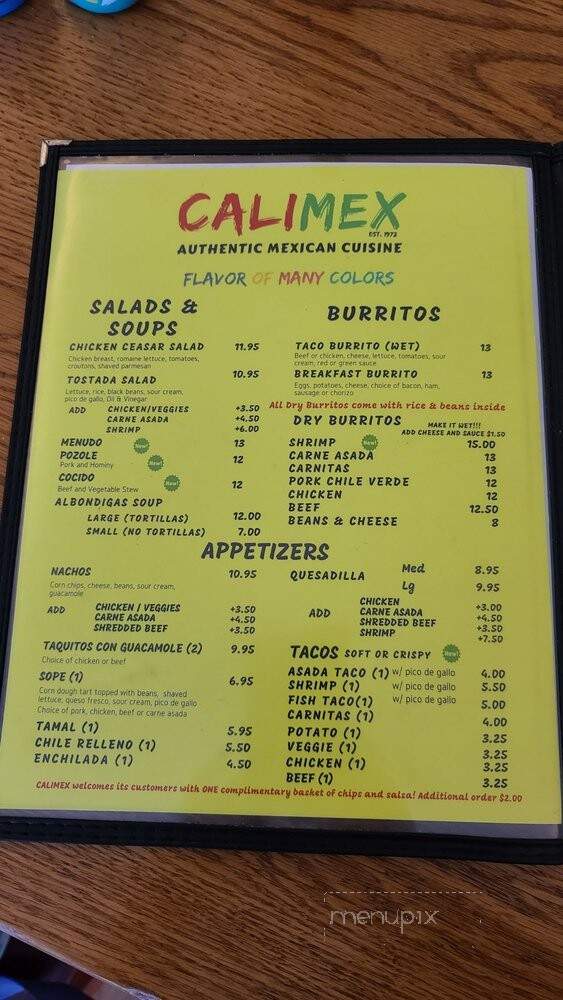 CALIMEX
EST. 1972
AUTHENTIC MEXICAN CUISINE
FLAVOR OF MANY COLORS
SALADS &
SOUPS
CHICKEN CEASAR SALAD 11.95
Chicken breast, romaine lettuce, tomatoes,
croutons, shaved parmesan
TOSTADA SALAD 10.95
Lettuce, rice, black beans, sour cream,
pico de gallo, Oil & Vinegar
ADD CHICKEN/VEGGIES +3.50
CARNE ASADA +4.50
SHRIMP +6.00
MENUDO New! 13
POZOLE New! 12
Pork and Hominy
COCIDO New! 12
Beef and Vegetable Stew
ALBONDIGAS SOUP
LARGE (TORTILLAS) 12.00
SMALL (NO TORTILLAS) 7.00
BURRITOS
TACO BURRITO (WET) 13
Beef or chicken, cheese, lettuce, tomatoes, sour
cream, red or green sauce
BREAKFAST BURRITO 13
Eggs, potatoes, cheese, choice of bacon, ham,
sausage or chorizo
All Dry Burritos come with rice & beans inside
DRY BURRITOS MAKE IT WET!!!
ADD CHEESE AND SAUCE $1.50
SHRIMP New! 15.00
CARNE ASADA 13
CARNITAS 13
PORK CHILE VERDE 12
CHICKEN 12
BEEF 12.50
BEANS & CHEESE 8
APPETIZERS
NACHOS 10.95
Corn chips, cheese, beans, sour cream,
guacamole
ADD CHICKEN / VEGGIES +3.50
CARNE ASADA +4.50
SHREDDED BEEF +3.50
TAQUITOS CON GUACAMOLE (2) 9.95
Choice of chicken or beef
SOPE (1) 6.95
Corn dough tart topped with beans, shaved
lettuce, queso fresco, sour cream, pico de gallo
Choice of pork, chicken, beef or carne asada
TAMAL (1) 5.95
CHILE RELLENO (1) 5.50
ENCHILADA (1) 4.50
QUESADILLA Med 8.95
Lg 9.95
ADD CHICKEN +3.00
CARNE ASADA +4.50
SHREDDED BEEF +3.50
SHRIMP +7.50
TACOS SOFT OR CRISPY New!
ASADA TACO (1) w/ pico de gallo 4.00
SHRIMP (1) w/ pico de gallo 5.50
FISH TACO(1) w/ pico de gallo 5.00
CARNITAS (1) 4.00
POTATO (1) 3.25
VEGGIE (1) 3.25
CHICKEN (1) 3.25
BEEF (1) 3.25
CALIMEX welcomes its customers with ONE complimentary basket of chips and salsa! Additional order $2.00
menupix